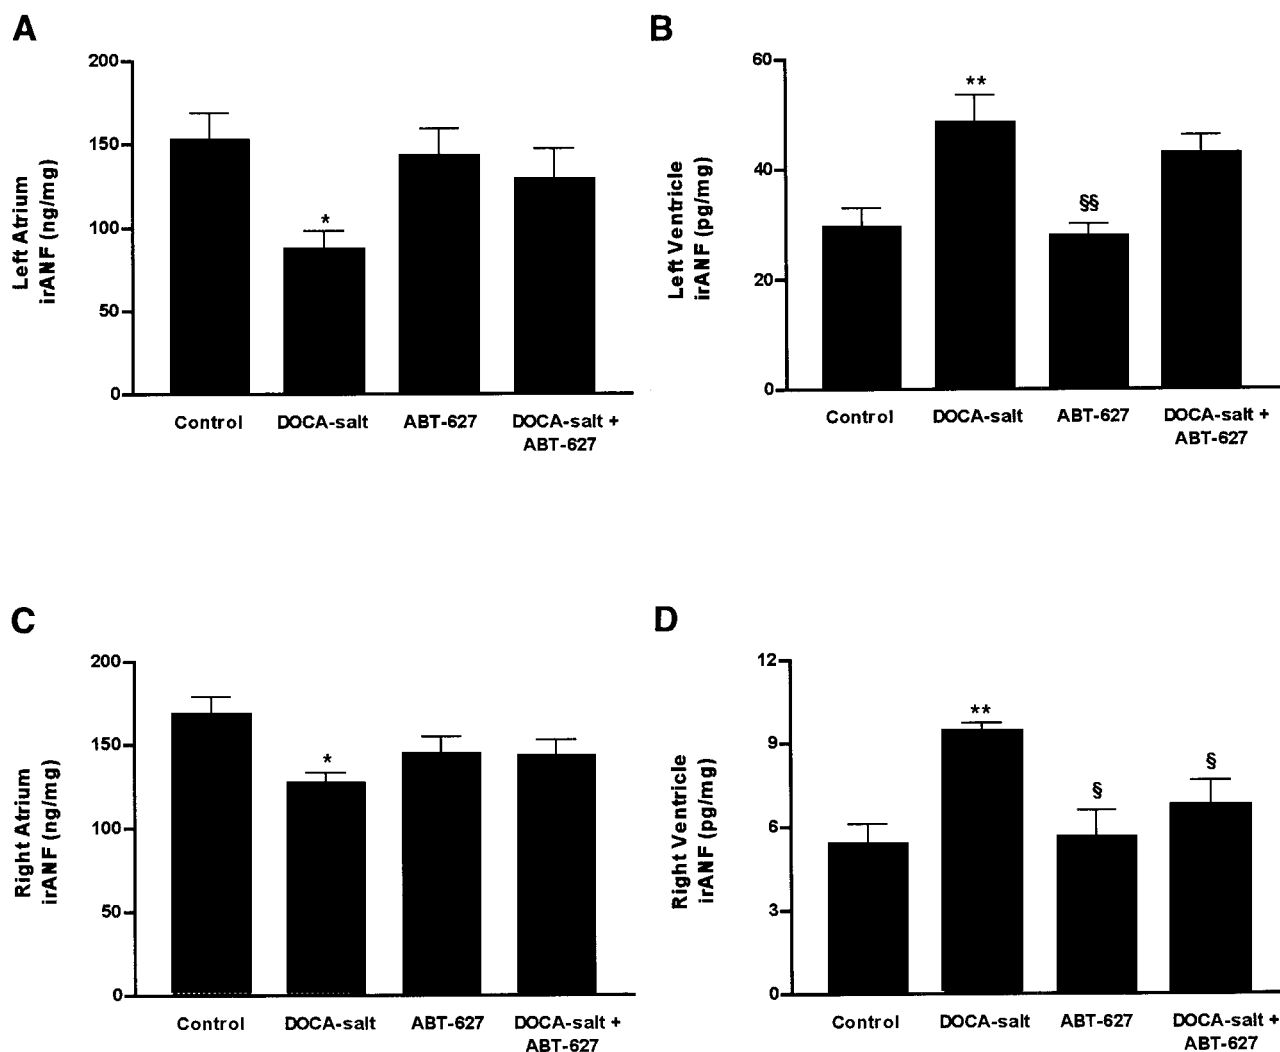 A
200
150
100
50
0
Left Atrium
irANF (ng/mg)
*
Control
DOCA-salt
ABT-627
DOCA-salt +
ABT-627
B
60
40
20
0
Left Ventricle
irANF (pg/mg)
**
§§
Control
DOCA-salt
ABT-627
DOCA-salt +
ABT-627
C
200
150
100
50
0
Right Atrium
irANF (ng/mg)
*
Control
DOCA-salt
ABT-627
DOCA-salt +
ABT-627
D
12
9
6
3
0
Right Ventricle
irANF (pg/mg)
**
§
§
Control
DOCA-salt
ABT-627
DOCA-salt +
ABT-627